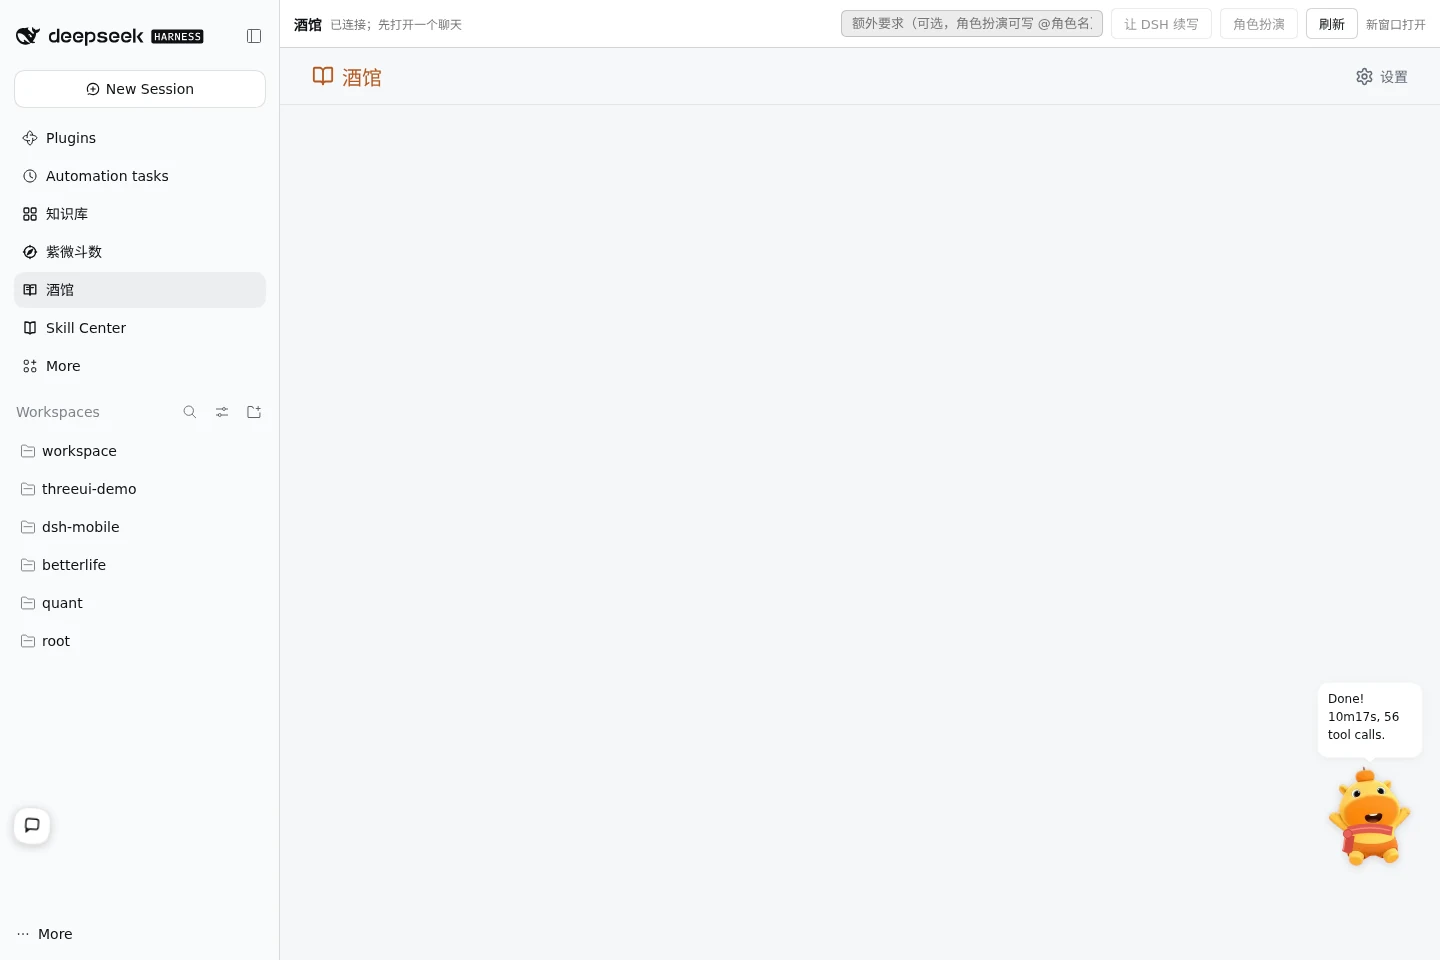 deepseek HARNESS
New Session
Plugins
Automation tasks
知识库
紫微斗数
酒馆
Skill Center
More
Workspaces
workspace
threeui-demo
dsh-mobile
betterlife
quant
root
More
酒馆 已连接；先打开一个聊天
额外要求（可选，角色扮演可写 @角色名
让 DSH 续写
角色扮演
刷新
新窗口打开
酒馆
设置
Done!
10m17s, 56
tool calls.